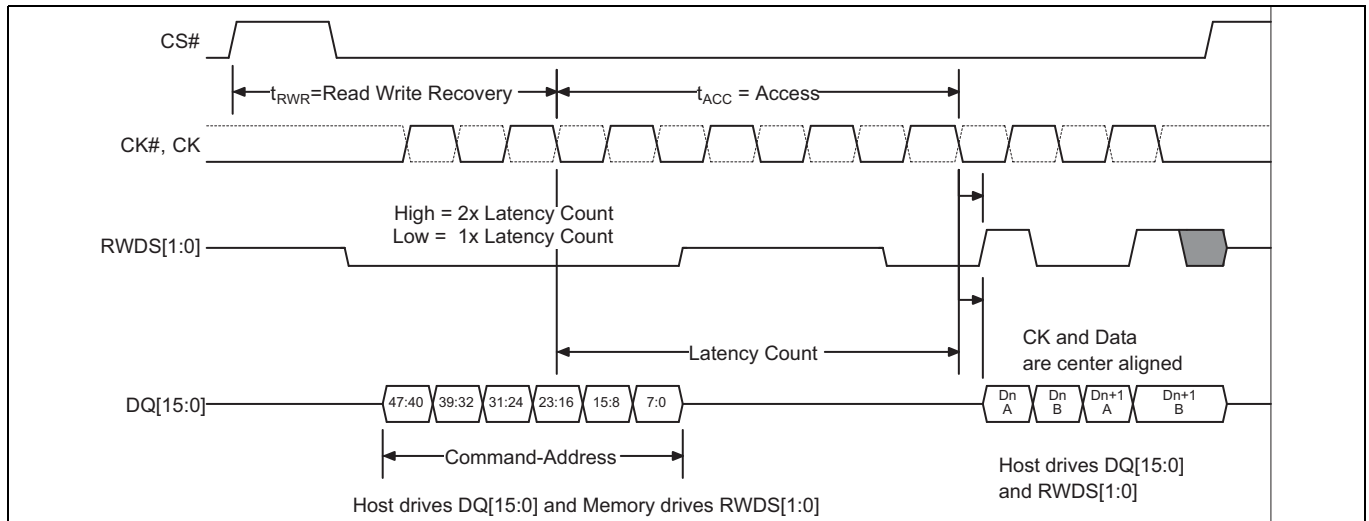 CS#
tRWR=Read Write Recovery
tACC = Access
CK#, CK
High = 2x Latency Count
Low = 1x Latency Count
RWDS[1:0]
Latency Count
CK and Data
are center aligned
DQ[15:0]
47:40 39:32 31:24 23:16 15:8 7:0
Dn
A
Dn
B
Dn+1
A
Dn+1
B
Command-Address
Host drives DQ[15:0] and Memory drives RWDS[1:0]
Host drives DQ[15:0]
and RWDS[1:0]